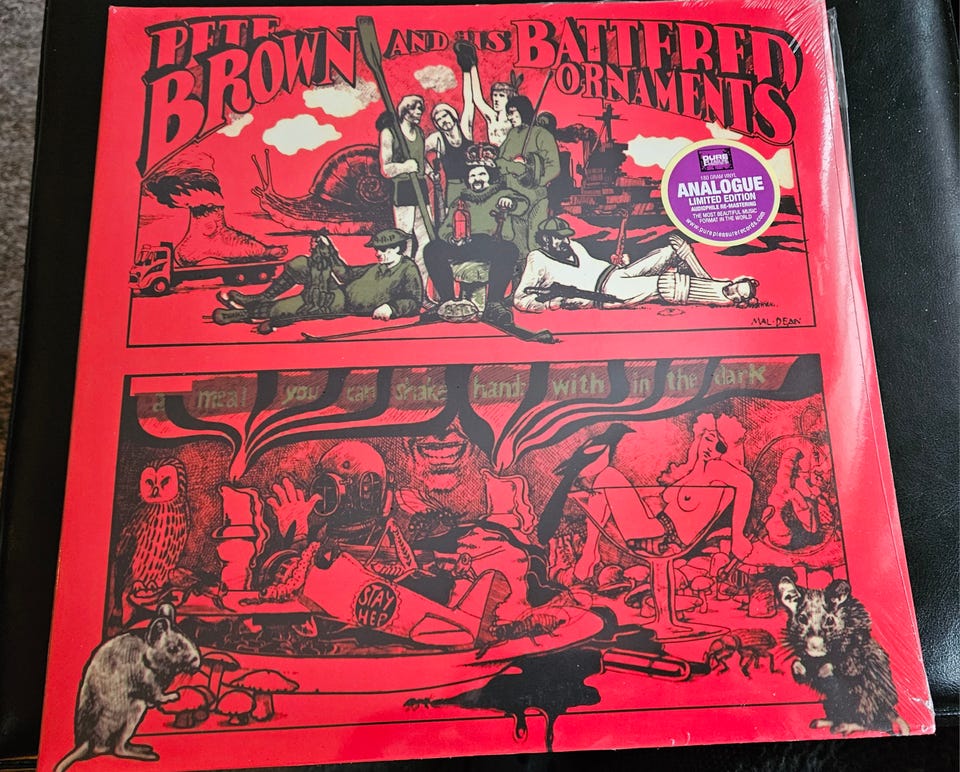 PETE BROWN AND HIS BATTERED ORNAMENTS
PURE PLEASURE
180 GRAM VINYL
ANALOGUE
LIMITED EDITION
AUDIOPHILE RE-MASTERING
THE MOST BEAUTIFUL MUSIC
FORMAT IN THE WORLD
www.purepleasurerecords.com
MAL·DEAN
a meal you can shake hands with in the dark
STAY
HEP